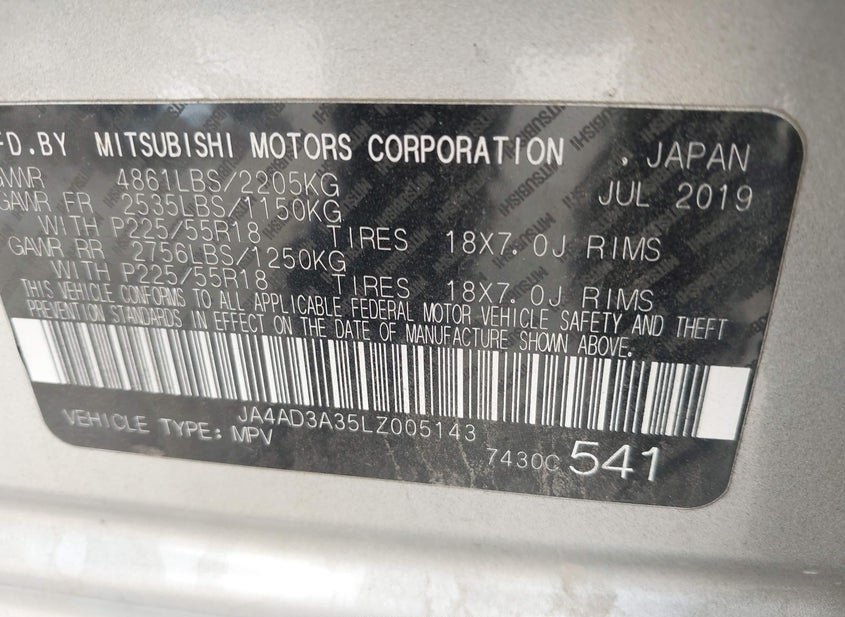 FD.BY MITSUBISHI MOTORS CORPORATION , JAPAN
GVWR 4861LBS/2205KG JUL 2019
GAWR FR 2535LBS/1150KG
WITH P225/55R18 TIRES 18X7.0J RIMS
GAWR RR 2756LBS/1250KG
WITH P225/55R18 TIRES 18X7.0J RIMS
THIS VEHICLE CONFORMS TO ALL APPLICABLE FEDERAL MOTOR VEHICLE SAFETY AND THEFT
PREVENTION STANDARDS IN EFFECT ON THE DATE OF MANUFACTURE SHOWN ABOVE.
JA4AD3A35LZ005143
VEHICLE TYPE: MPV
7430C 541